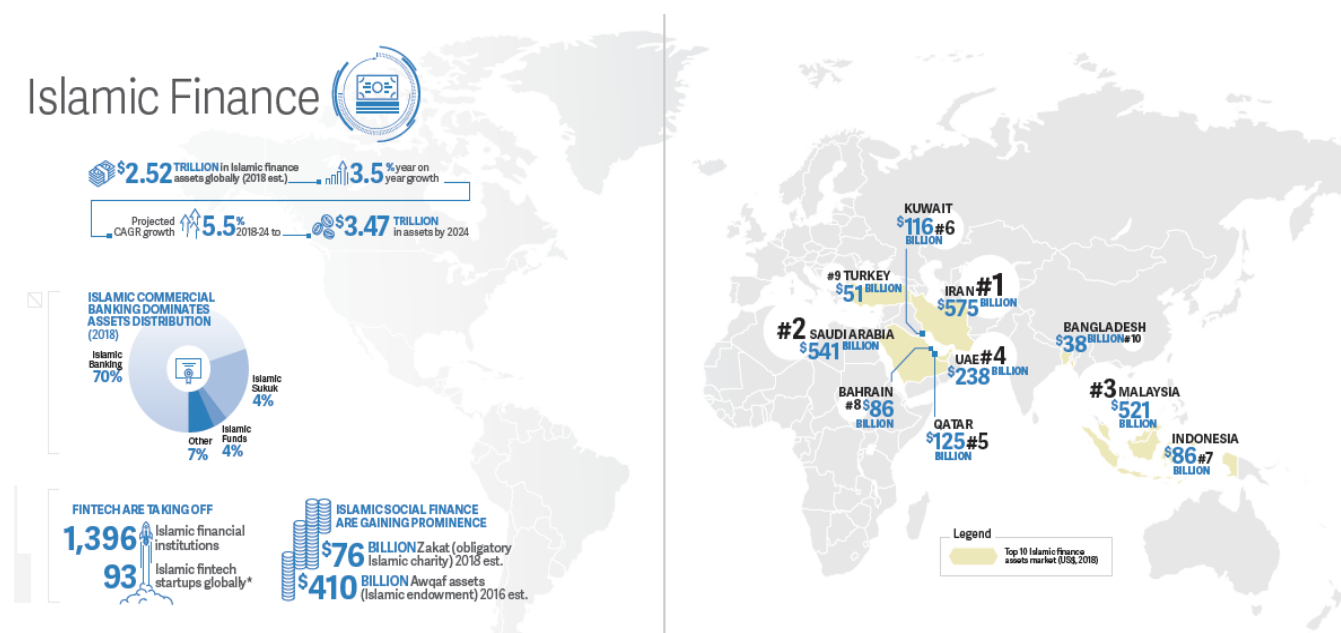 Islamic Finance
$2.52 TRILLION in Islamic finance
assets globally (2018 est.)
3.5 % year on
year growth
Projected
CAGR growth
5.5%
2018-24 to
$3.47 TRILLION
in assets by 2024
ISLAMIC COMMERCIAL
BANKING DOMINATES
ASSETS DISTRIBUTION
(2018)
Islamic
Banking
70%
Islamic
Sukuk
4%
Islamic
Funds
4%
Other
7%
FINTECH ARE TAKING OFF
1,396 Islamic financial
institutions
93 Islamic fintech
startups globally*
ISLAMIC SOCIAL FINANCE
ARE GAINING PROMINENCE
$76 BILLION Zakat (obligatory
Islamic charity) 2018 est.
$410 BILLION Awqaf assets
(Islamic endowment) 2016 est.
KUWAIT
$116 #6
BILLION
#9 TURKEY
$51 BILLION
IRAN #1
$575 BILLION
#2 SAUDI ARABIA
$541 BILLION
UAE #4
$238 BILLION
BAHRAIN
#8 $86
BILLION
QATAR
$125 #5
BILLION
BANGLADESH
$38 BILLION #10
#3 MALAYSIA
$521
BILLION
INDONESIA
$86 #7
BILLION
Legend
Top 10 Islamic finance
assets market (US$, 2018)